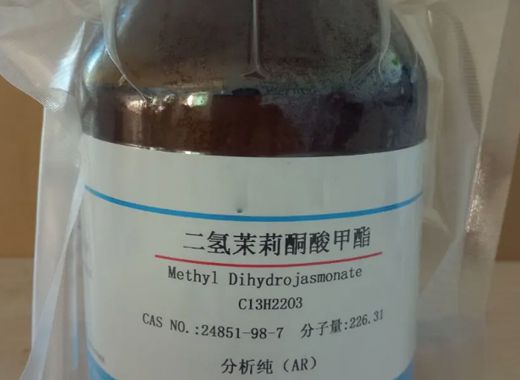 二氢茉莉酮酸甲酯
Methyl Dihydrojasmonate
C13H2203
CAS NO.:24851-98-7 分子量:226.31
分析纯（AR）